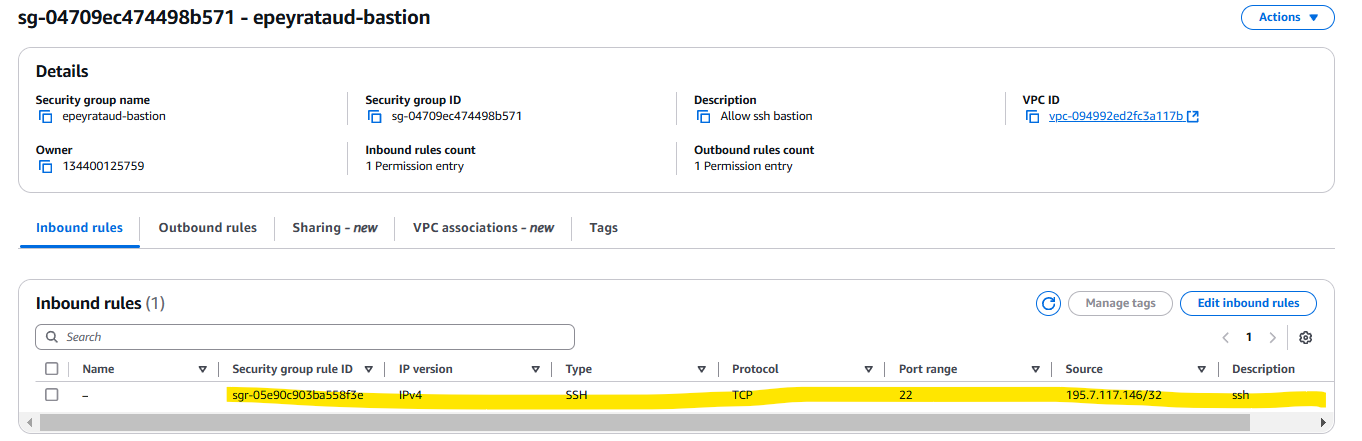 sg-04709ec474498b571 - epeyrataud-bastion
Actions
Details
Security group name Security group ID Description VPC ID
epeyrataud-bastion sg-04709ec474498b571 Allow ssh bastion vpc-094992ed2fc3a117b
Owner Inbound rules count Outbound rules count
134400125759 1 Permission entry 1 Permission entry
Inbound rules Outbound rules Sharing - new VPC associations - new Tags
Inbound rules (1) Manage tags Edit inbound rules
Search 1
Name Security group rule ID IP version Type Protocol Port range Source Description
– sgr-05e90c903ba558f3e IPv4 SSH TCP 22 195.7.117.146/32 ssh